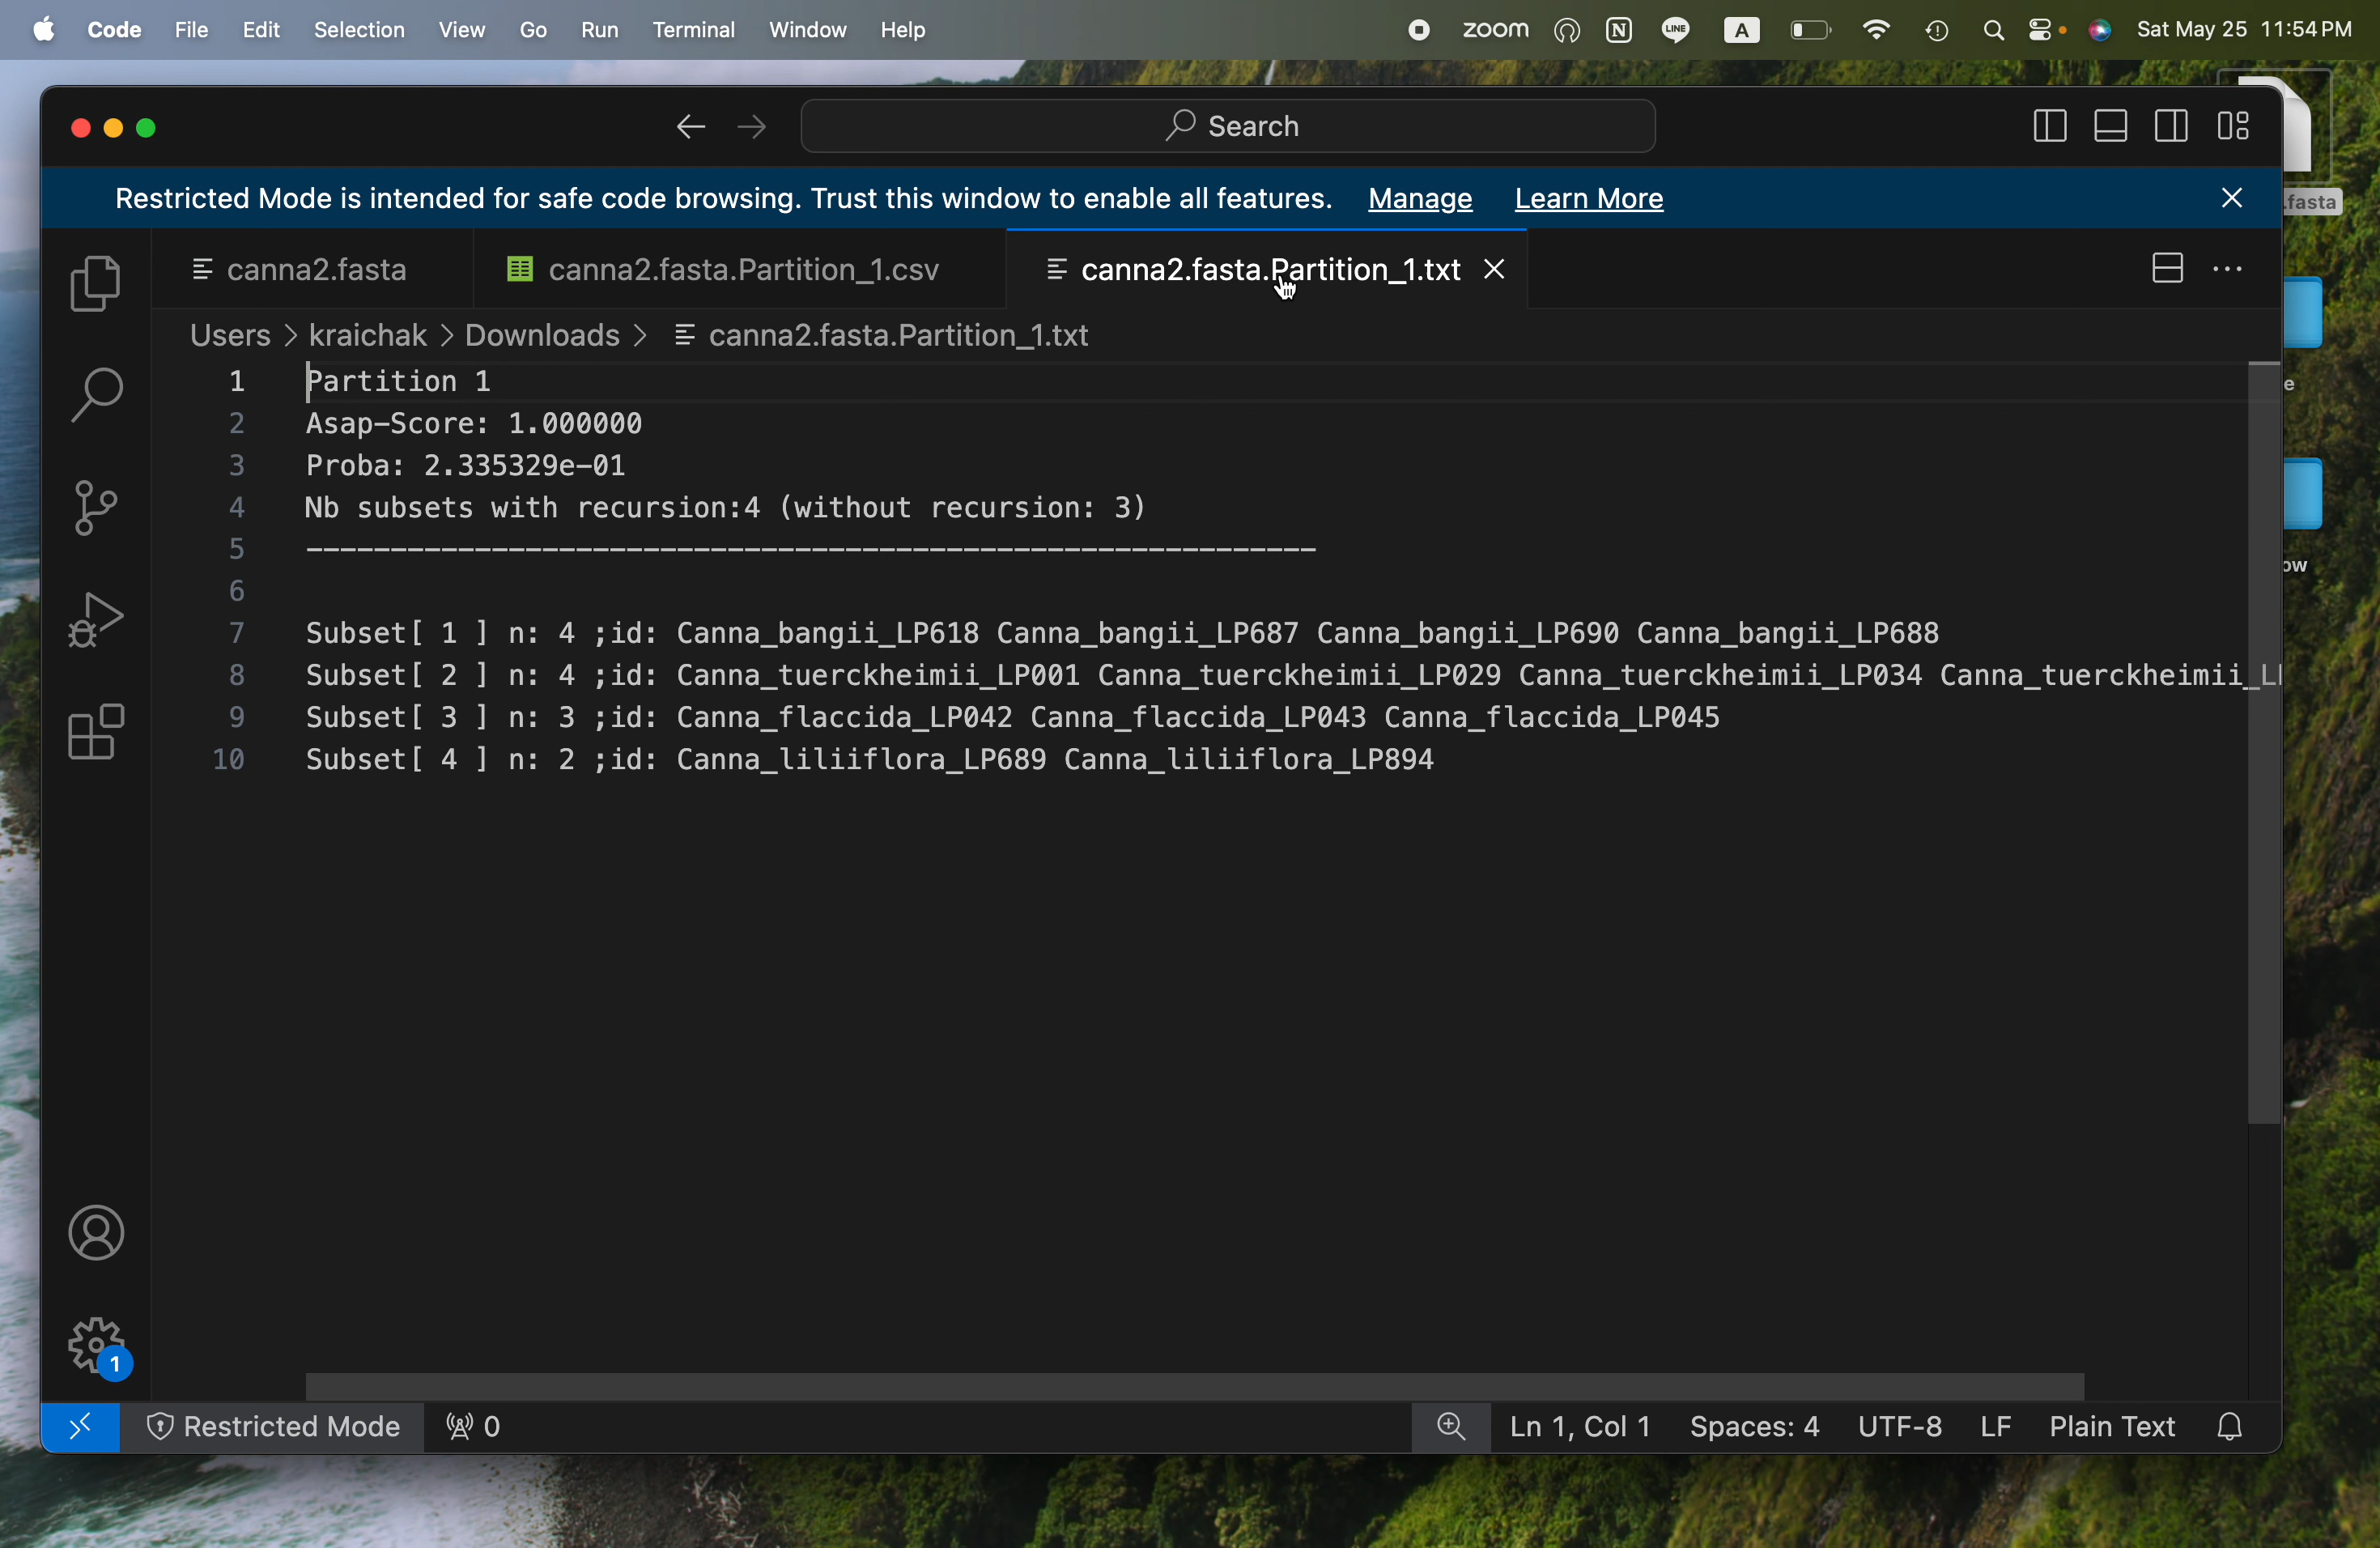 Code File Edit Selection View Go Run Terminal Window Help zoom N LINE A Sat May 25 11:54 PM
Search
Restricted Mode is intended for safe code browsing. Trust this window to enable all features. Manage Learn More
.fasta
canna2.fasta canna2.fasta.Partition_1.csv canna2.fasta.Partition_1.txt
Users > kraichak > Downloads > canna2.fasta.Partition_1.txt
1 Partition 1
2 Asap-Score: 1.000000
3 Proba: 2.335329e-01
4 Nb subsets with recursion:4 (without recursion: 3)
5 ------------------------------------------------------------
6
7 Subset[ 1 ] n: 4 ;id: Canna_bangii_LP618 Canna_bangii_LP687 Canna_bangii_LP690 Canna_bangii_LP688
8 Subset[ 2 ] n: 4 ;id: Canna_tuerckheimii_LP001 Canna_tuerckheimii_LP029 Canna_tuerckheimii_LP034 Canna_tuerckheimii_L
9 Subset[ 3 ] n: 3 ;id: Canna_flaccida_LP042 Canna_flaccida_LP043 Canna_flaccida_LP045
10 Subset[ 4 ] n: 2 ;id: Canna_liliiflora_LP689 Canna_liliiflora_LP894
e
ow
1
Restricted Mode 0 Ln 1, Col 1 Spaces: 4 UTF-8 LF Plain Text